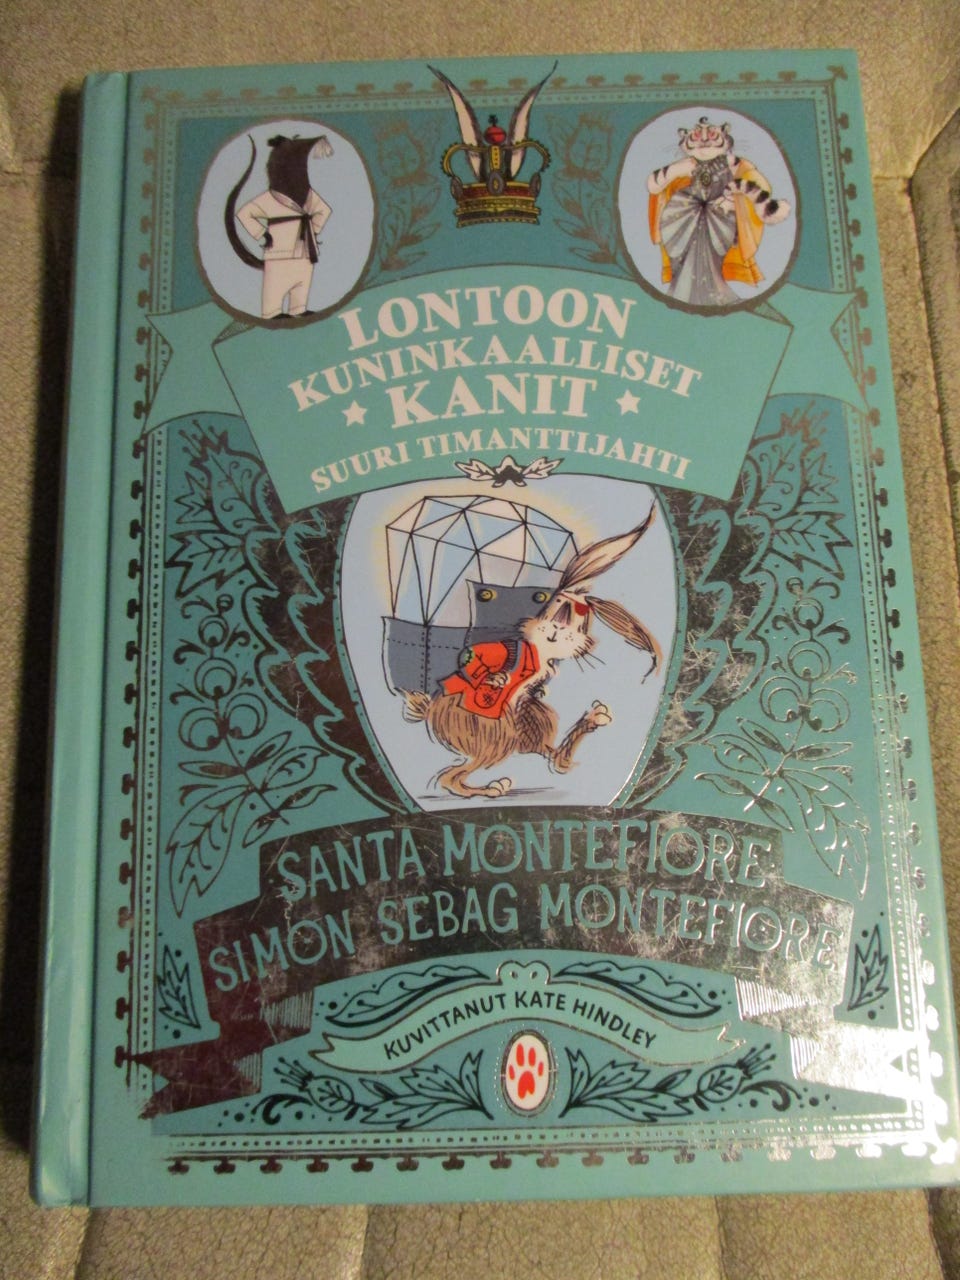 LONTOON
KUNINKAALLISET
KANIT
SUURI TIMANTTIJAHTI
SANTA MONTEFIORE
SIMON SEBAG MONTEFIORE
KUVITTANUT KATE HINDLEY